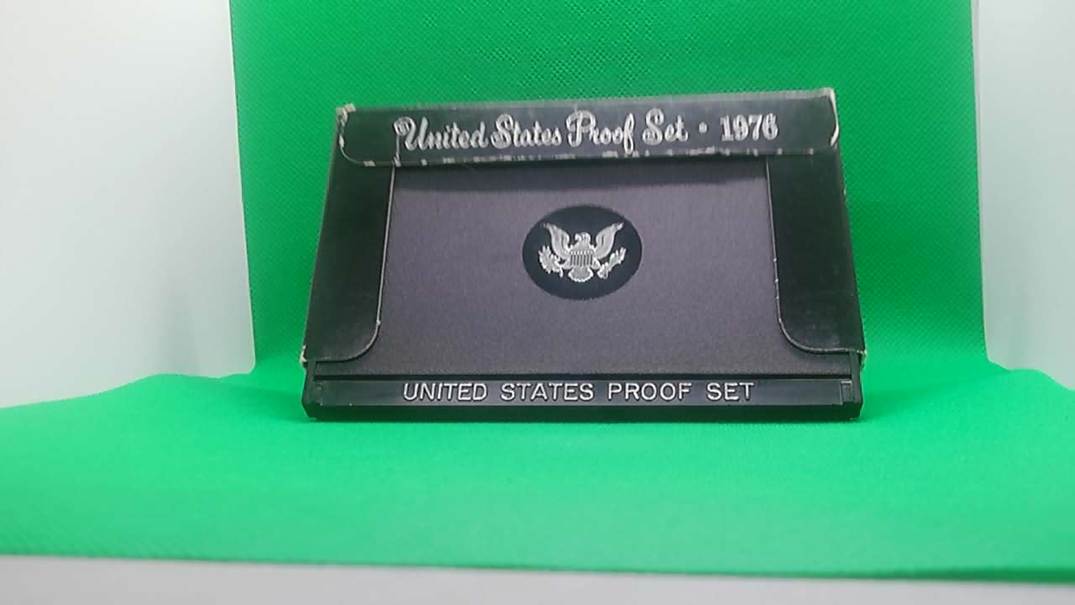 United States Proof Set · 1976
UNITED STATES PROOF SET